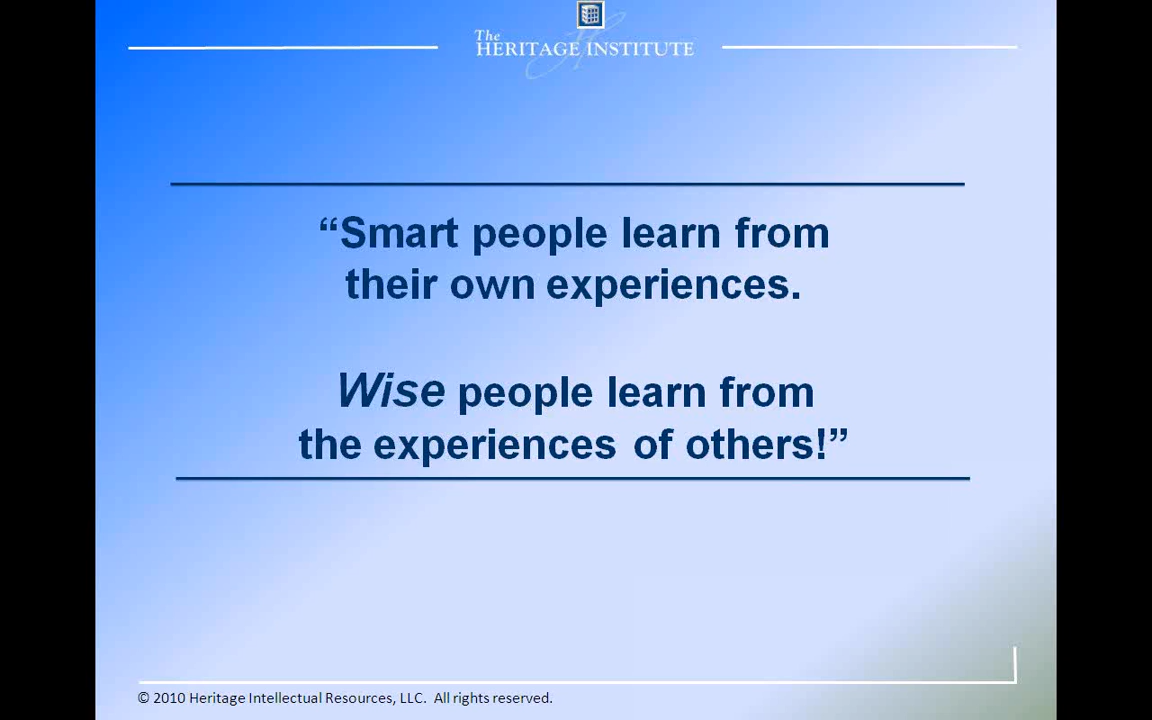 The
HERITAGE INSTITUTE
“Smart people learn from
their own experiences.
Wise people learn from
the experiences of others!”
© 2010 Heritage Intellectual Resources, LLC.  All rights reserved.